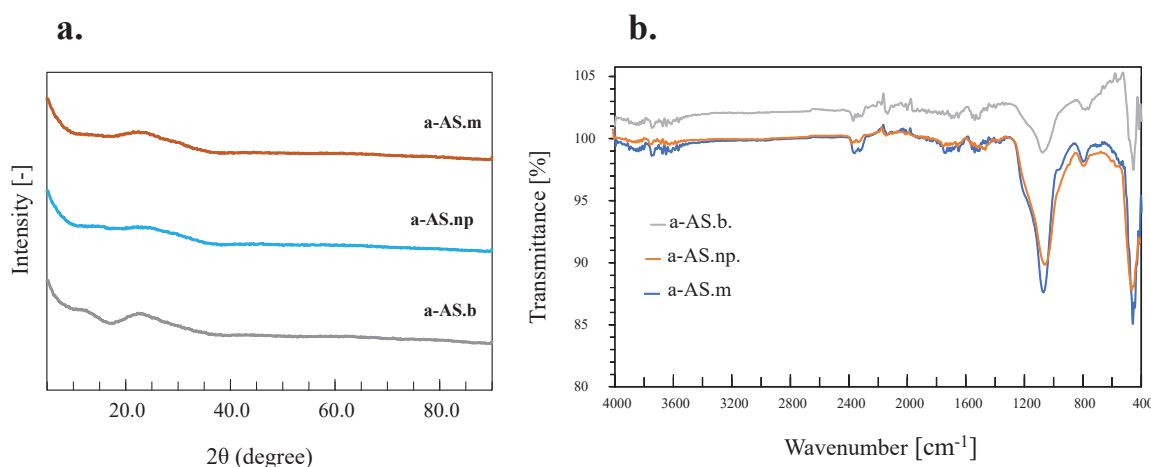 a.
a-AS.m
a-AS.np
a-AS.b
Intensity [-]
20.0 40.0 60.0 80.0
2θ (degree)
b.
105
100
95
90
85
80
Transmittance [%]
a-AS.b.
a-AS.np.
a-AS.m
4000 3600 3200 2800 2400 2000 1600 1200 800 400
Wavenumber [cm⁻¹]